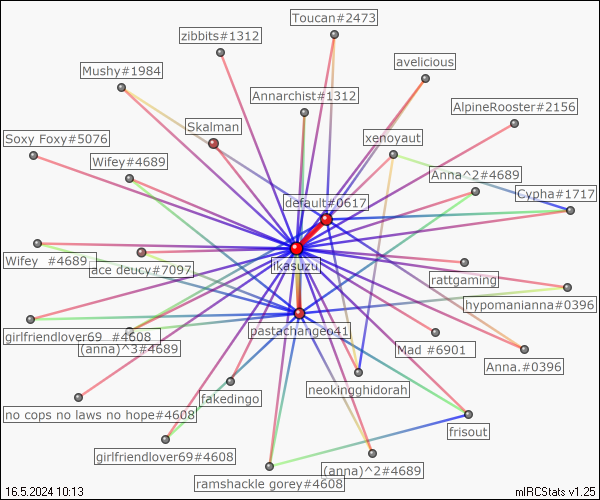 Toucan#2473
zibbits#1312
avelicious
Mushy#1984
Annarchist#1312
AlpineRooster#2156
Skalman
xenoyaut
Soxy Foxy#5076
Wifey#4689
Anna^2#4689
Cypha#1717
default#0617
Wifey  #4689
ace deucy#7097
ikasuzu
rattgaming
hypomanianna#0396
girlfriendlover69  #4608
pastachangeo41
(anna)^3#4689
Mad #6901
Anna.#0396
no cops no laws no hope#4608
fakedingo
neokingghidorah
frisout
girlfriendlover69#4608
(anna)^2#4689
ramshackle gorey#4608
16.5.2024 10:13
mIRCStats v1.25